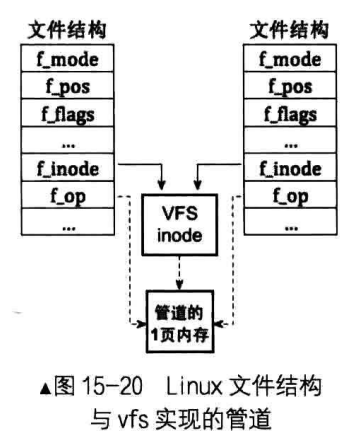 文件结构
f_mode
f_pos
f_flags
...
f_inode
f_op
...
文件结构
f_mode
f_pos
f_flags
...
f_inode
f_op
...
VFS
inode
管道的
1页内存
▲图 15-20 Linux 文件结构
与 vfs 实现的管道